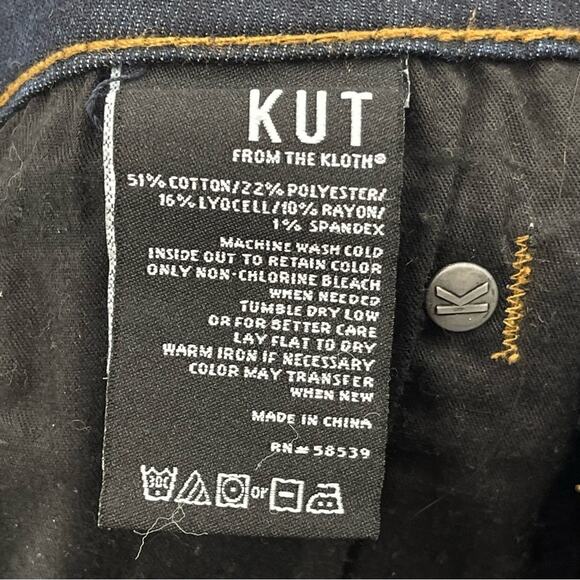 KUT
FROM THE KLOTH®
51% COTTON/22% POLYESTER/
16% LYOCELL/10% RAYON/
1% SPANDEX
MACHINE WASH COLD
INSIDE OUT TO RETAIN COLOR
ONLY NON-CHLORINE BLEACH
WHEN NEEDED
TUMBLE DRY LOW
OR FOR BETTER CARE
LAY FLAT TO DRY
WARM IRON IF NECESSARY
COLOR MAY TRANSFER
WHEN NEW
MADE IN CHINA
RN# 58539
30C or
K